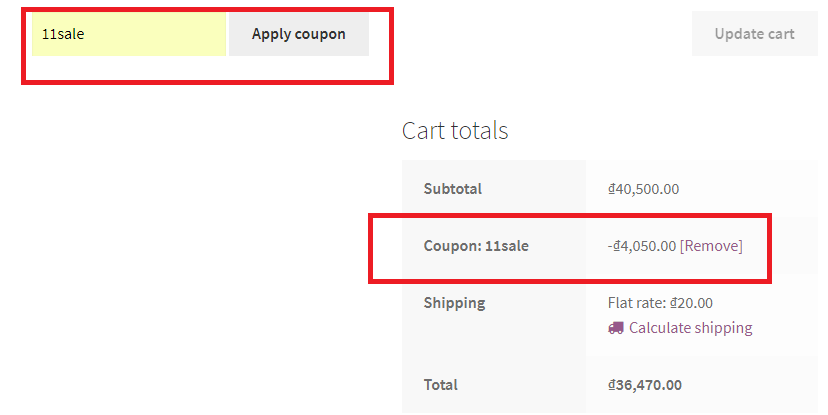 11sale Apply coupon Update cart
Cart totals
Subtotal ₫40,500.00
Coupon: 11sale -₫4,050.00 [Remove]
Shipping Flat rate: ₫20.00
Calculate shipping
Total ₫36,470.00